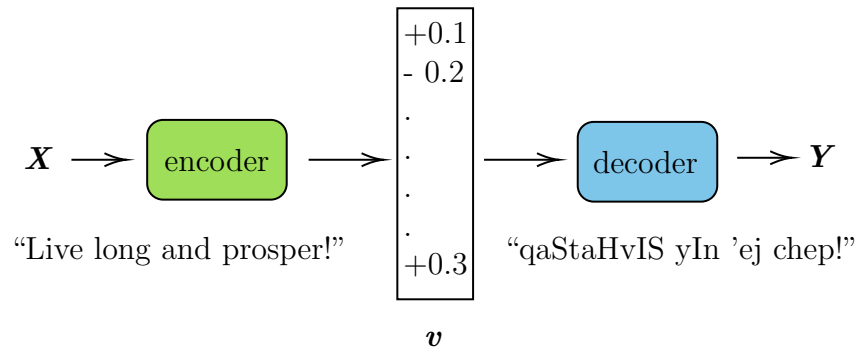 +0.1
- 0.2
.
.
.
.
+0.3
X
encoder
decoder
Y
“Live long and prosper!”
“qaStaHvIS yIn ’ej chep!”
v